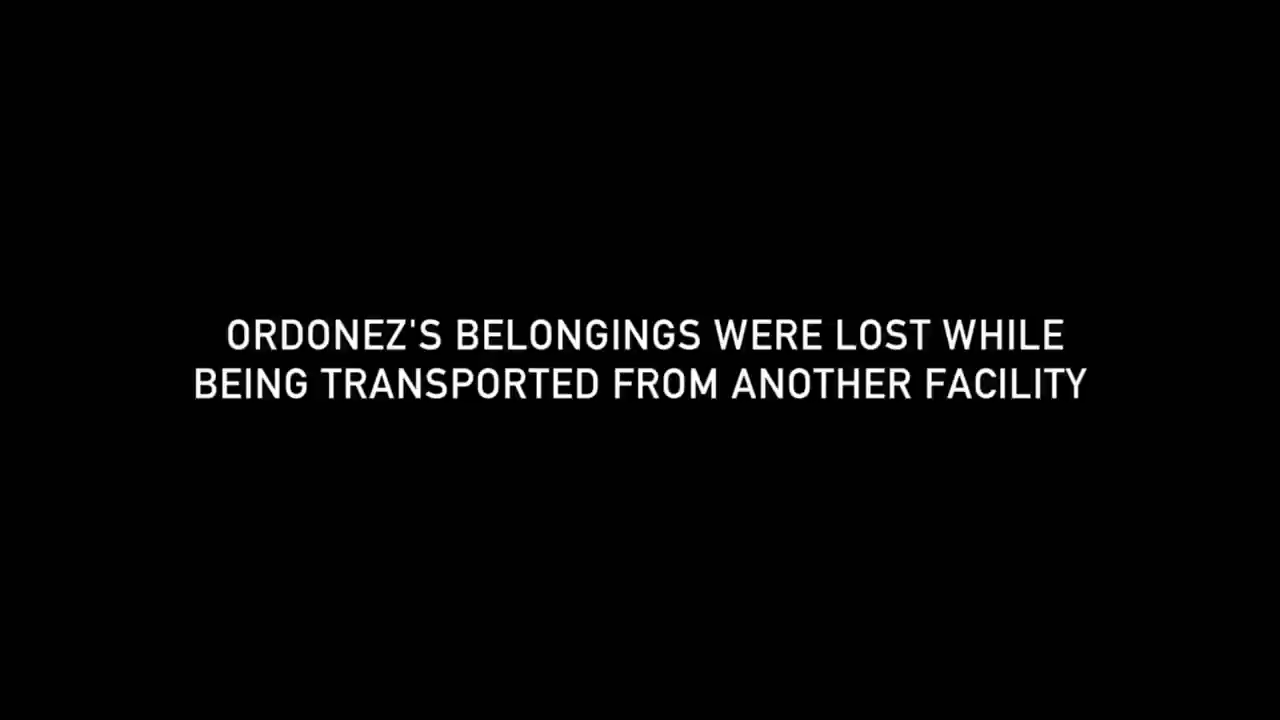 ORDONEZ'S BELONGINGS WERE LOST WHILE
BEING TRANSPORTED FROM ANOTHER FACILITY